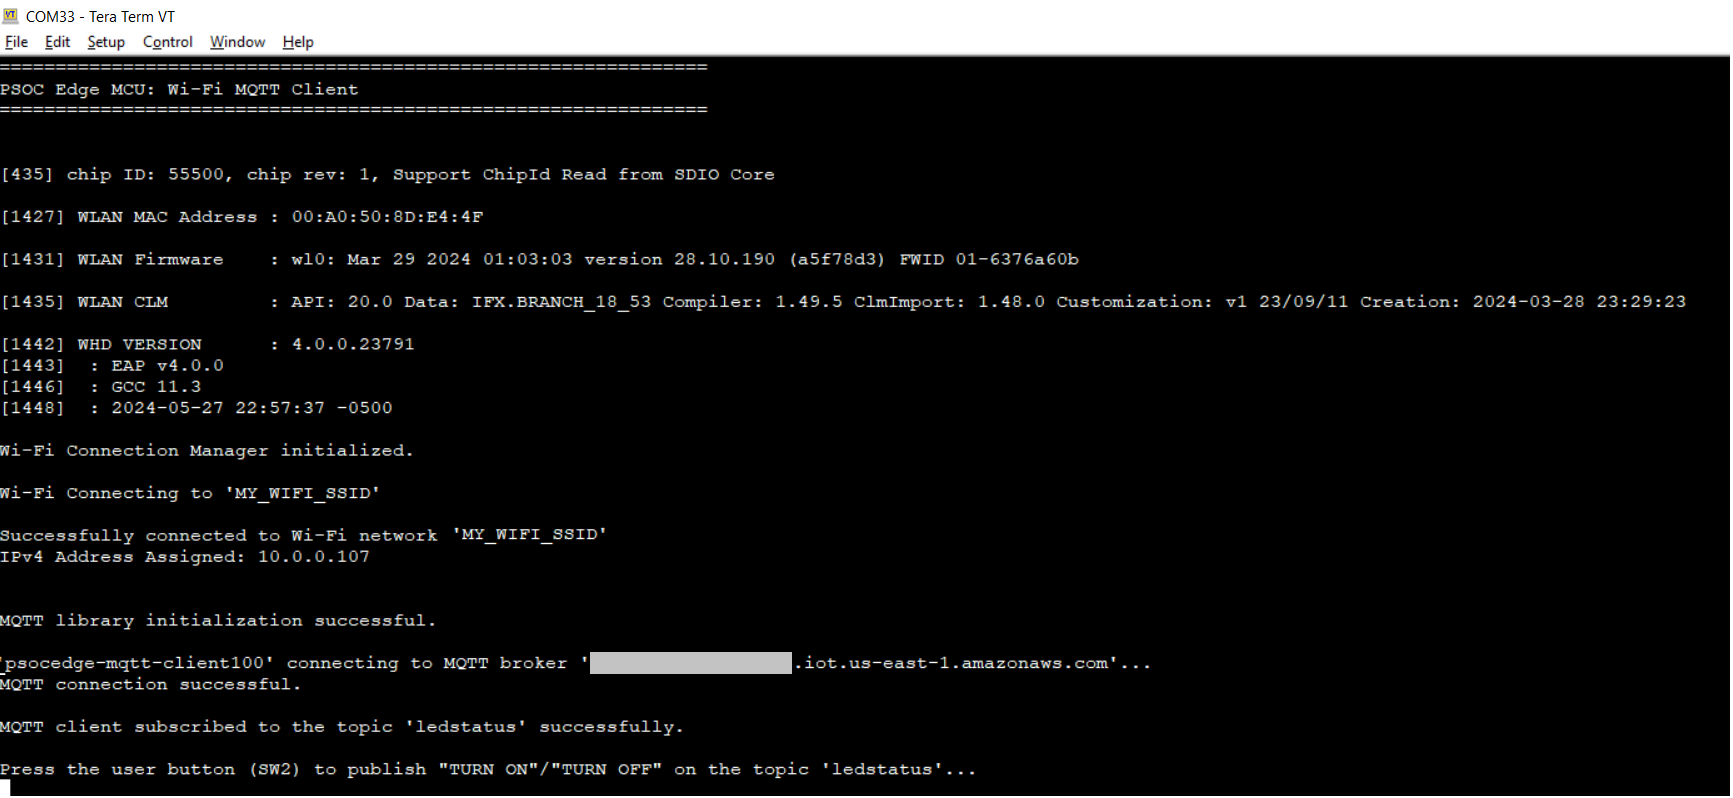 COM33 - Tera Term VT
File Edit Setup Control Window Help
===============================================================
PSOC Edge MCU: Wi-Fi MQTT Client
===============================================================
[435] chip ID: 55500, chip rev: 1, Support ChipId Read from SDIO Core
[1427] WLAN MAC Address : 00:A0:50:8D:E4:4F
[1431] WLAN Firmware    : wl0: Mar 29 2024 01:03:03 version 28.10.190 (a5f78d3) FWID 01-6376a60b
[1435] WLAN CLM         : API: 20.0 Data: IFX.BRANCH_18_53 Compiler: 1.49.5 ClmImport: 1.48.0 Customization: v1 23/09/11 Creation: 2024-03-28 23:29:23
[1442] WHD VERSION      : 4.0.0.23791
[1443]  : EAP v4.0.0
[1446]  : GCC 11.3
[1448]  : 2024-05-27 22:57:37 -0500
Wi-Fi Connection Manager initialized.
Wi-Fi Connecting to 'MY_WIFI_SSID'
Successfully connected to Wi-Fi network 'MY_WIFI_SSID'
IPv4 Address Assigned: 10.0.0.107
MQTT library initialization successful.
'psocedge-mqtt-client100' connecting to MQTT broker '.iot.us-east-1.amazonaws.com'...
MQTT connection successful.
MQTT client subscribed to the topic 'ledstatus' successfully.
Press the user button (SW2) to publish "TURN ON"/"TURN OFF" on the topic 'ledstatus'...